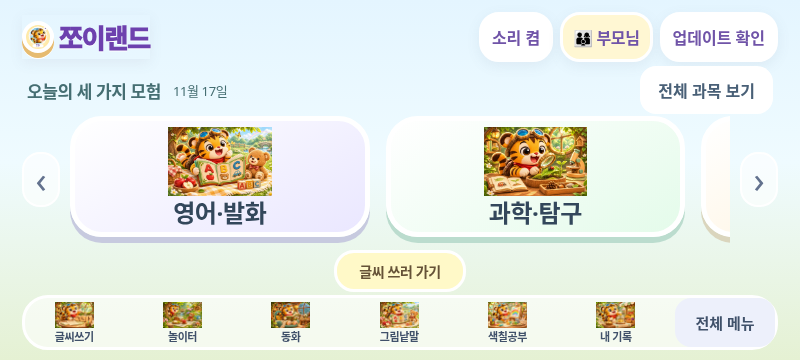 쪼이랜드
소리 켬
부모님
업데이트 확인
오늘의 세 가지 모험
11월 17일
전체 과목 보기
‹
A B C
ABC
영어·발화
과학·탐구
›
글씨 쓰러 가기
글씨쓰기
놀이터
동화
그림낱말
색칠공부
내 기록
전체 메뉴